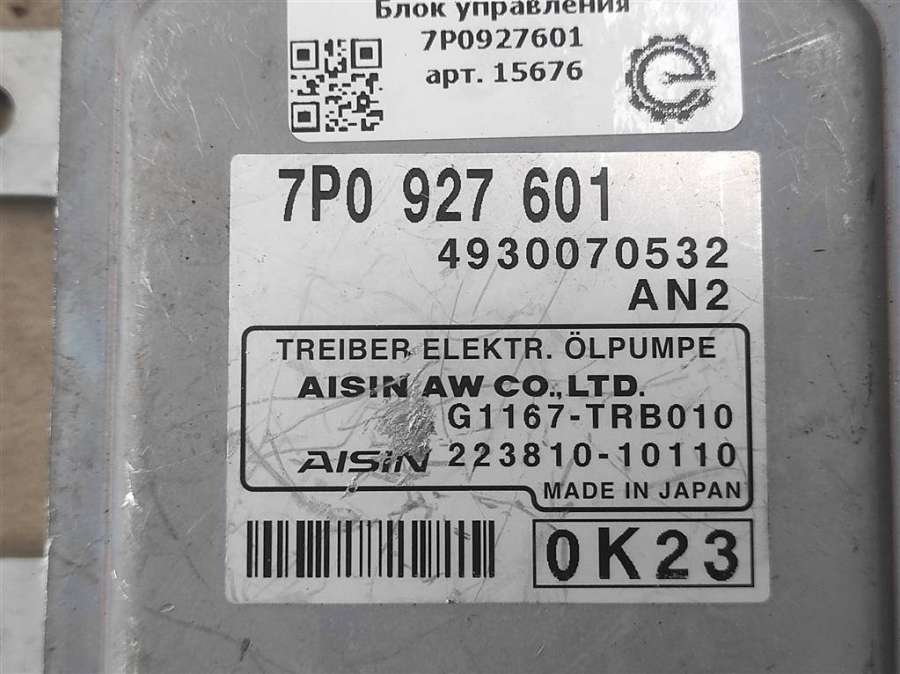 Блок управления
7P0927601
арт. 15676
7P0 927 601
4930070532
AN2
TREIBER ELEKTR. ÖLPUMPE
AISIN AW CO.,LTD.
G1167-TRB010
AISIN 223810-10110
MADE IN JAPAN
0K23